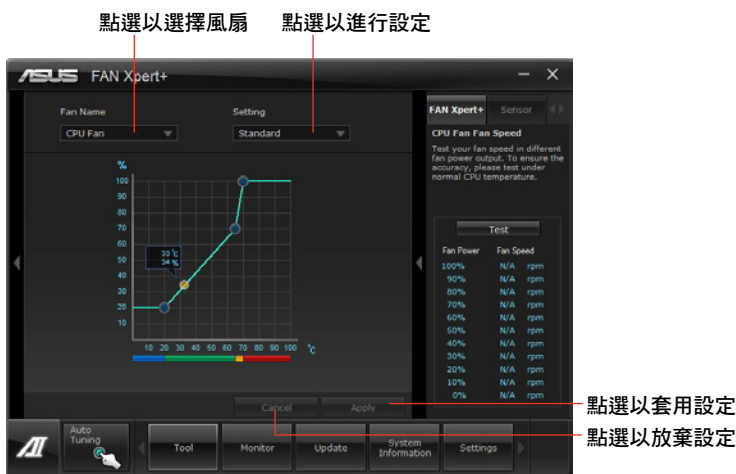 點選以選擇風扇 點選以進行設定
ASUS FAN Xpert+
Fan Name Setting
CPU Fan Standard
FAN Xpert+ Sensor
CPU Fan Fan Speed
Test your fan speed in different
fan power output. To ensure the
accuracy, please test under
normal CPU temperature.
%
100
90
80
70
60
50
40
30
20
10
33 °C
34 %
10 20 30 40 50 60 70 80 90 100 °C
Test
Fan Power Fan Speed
100% N/A rpm
90% N/A rpm
80% N/A rpm
70% N/A rpm
60% N/A rpm
50% N/A rpm
40% N/A rpm
30% N/A rpm
20% N/A rpm
10% N/A rpm
0% N/A rpm
Cancel Apply
點選以套用設定
點選以放棄設定
Auto
Tuning
Tool Monitor Update System
Information Settings